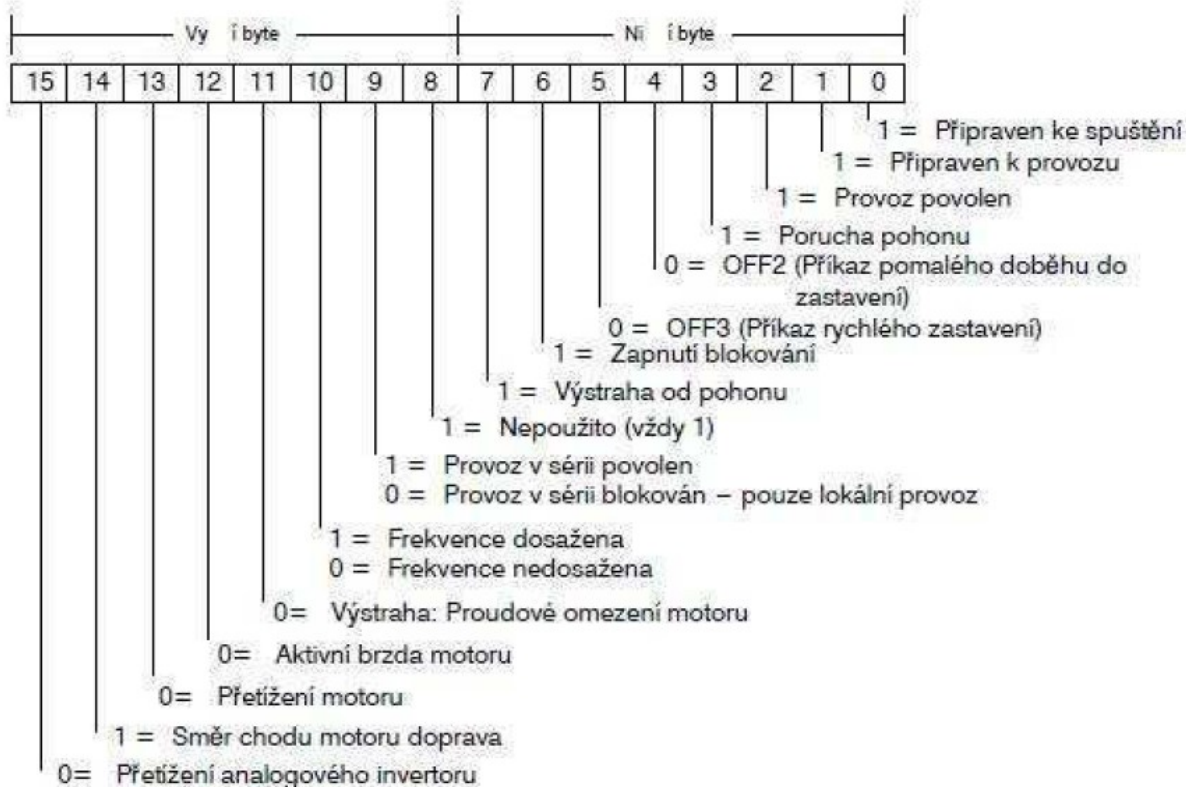 Vy í byte Ni í byte
15 14 13 12 11 10 9 8 7 6 5 4 3 2 1 0
1 = Připraven ke spuštění
1 = Připraven k provozu
1 = Provoz povolen
1 = Porucha pohonu
0 = OFF2 (Příkaz pomalého doběhu do
zastavení)
0 = OFF3 (Příkaz rychlého zastavení)
1 = Zapnutí blokování
1 = Výstraha od pohonu
1 = Nepoužito (vždy 1)
1 = Provoz v sérii povolen
0 = Provoz v sérii blokován – pouze lokální provoz
1 = Frekvence dosažena
0 = Frekvence nedosažena
0= Výstraha: Proudové omezení motoru
0= Aktivní brzda motoru
0= Přetížení motoru
1 = Směr chodu motoru doprava
0= Přetížení analogového invertoru